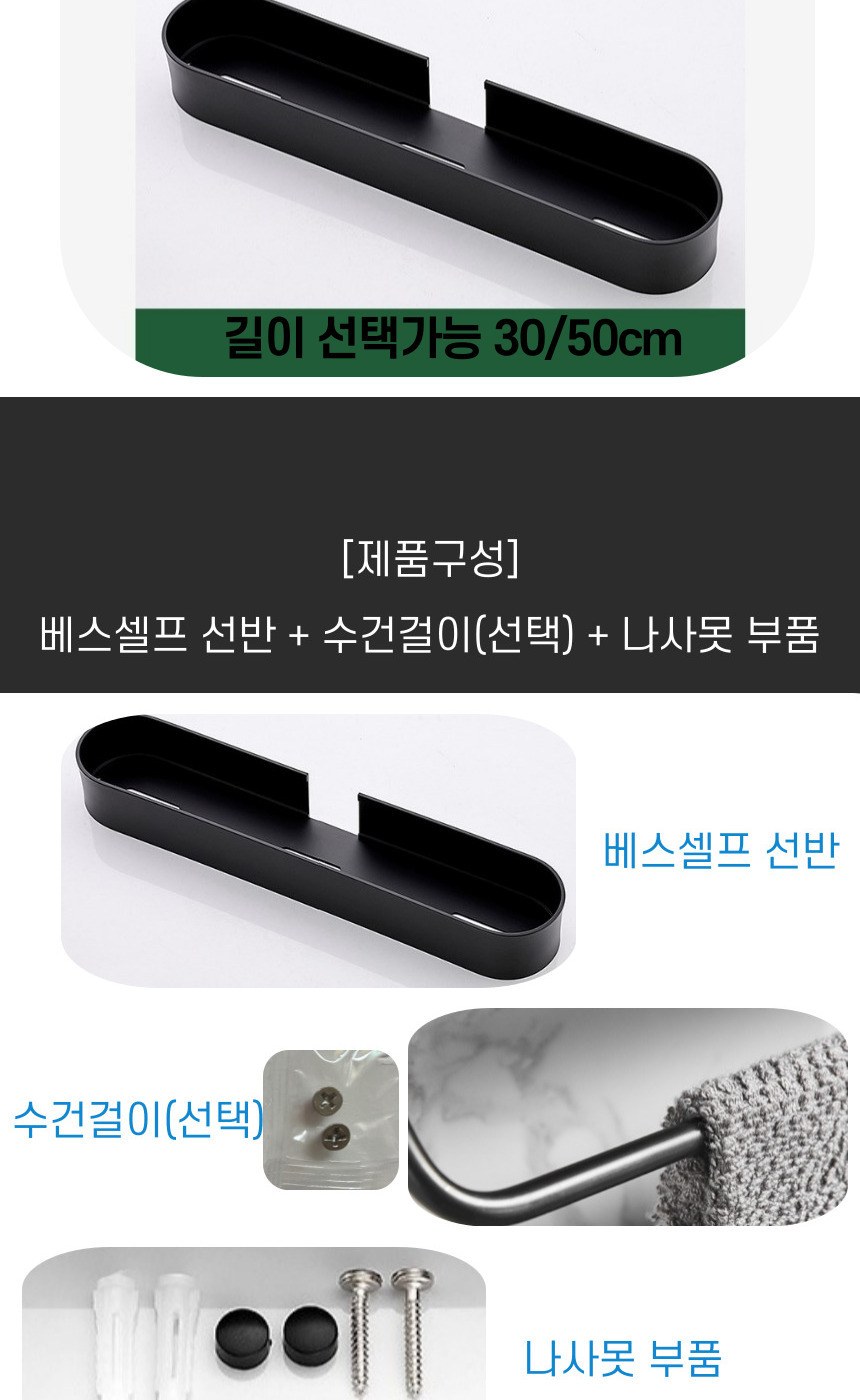 길이 선택가능 30/50cm
[제품구성]
베스셀프 선반 + 수건걸이(선택) + 나사못 부품
베스셀프 선반
수건걸이(선택)
나사못 부품